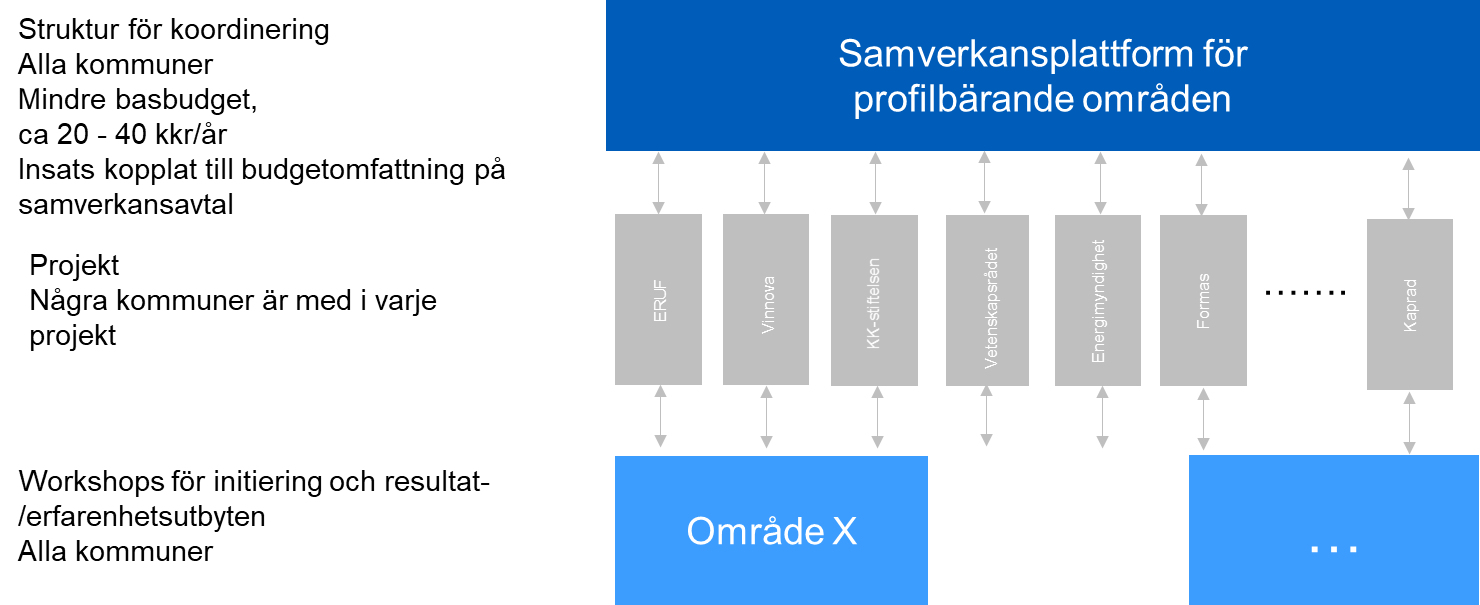 Struktur för koordinering
Alla kommuner
Mindre basbudget,
ca 20 - 40 kkr/år
Insats kopplat till budgetomfattning på
samverkansavtal
Projekt
Några kommuner är med i varje
projekt
Workshops för initiering och resultat-
/erfarenhetsutbyten
Alla kommuner
Samverkansplattform för
profilbärande områden
ERUF
Vinnova
KK-stiftelsen
Vetenskapsrådet
Energimyndighet
Formas
.......
Kaprad
Område X
...